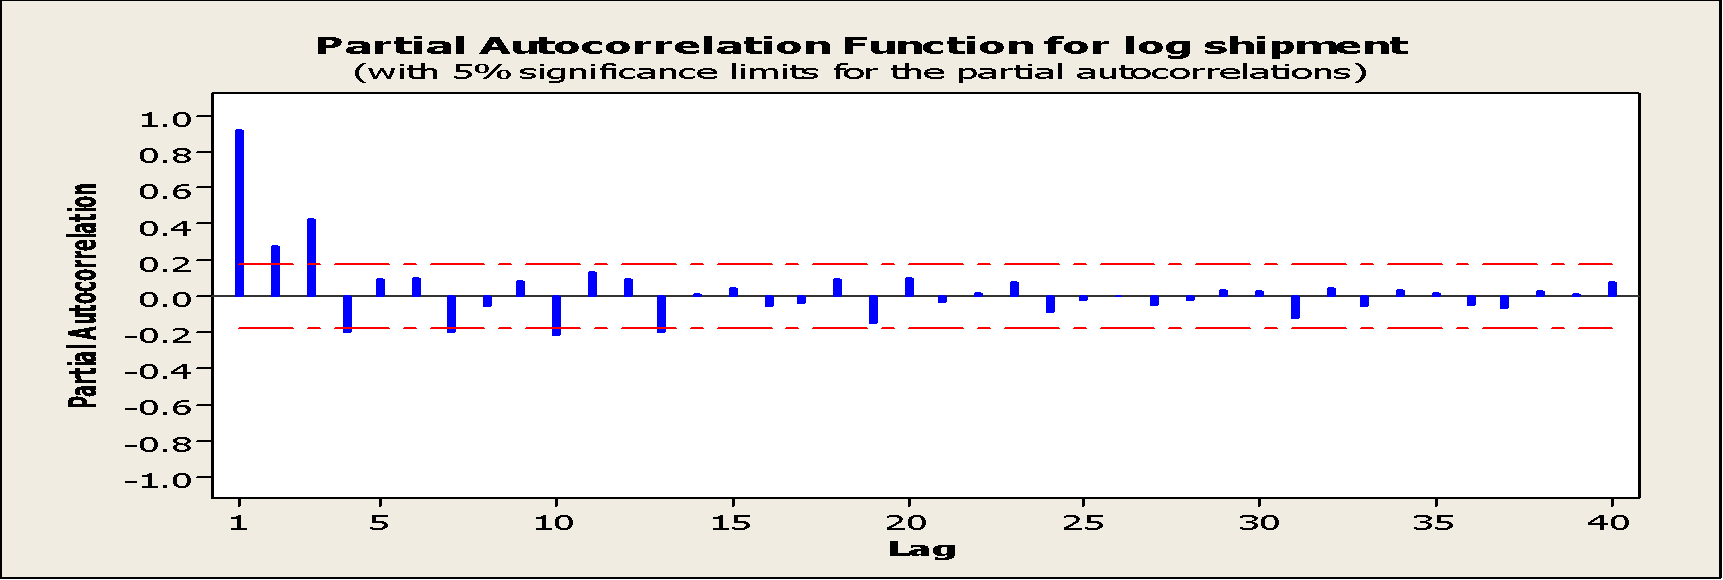 Partial Autocorrelation Function for log shipment
(with 5% significance limits for the partial autocorrelations)
Partial Autocorrelation
1.0
0.8
0.6
0.4
0.2
0.0
-0.2
-0.4
-0.6
-0.8
-1.0
1 5 10 15 20 25 30 35 40
Lag